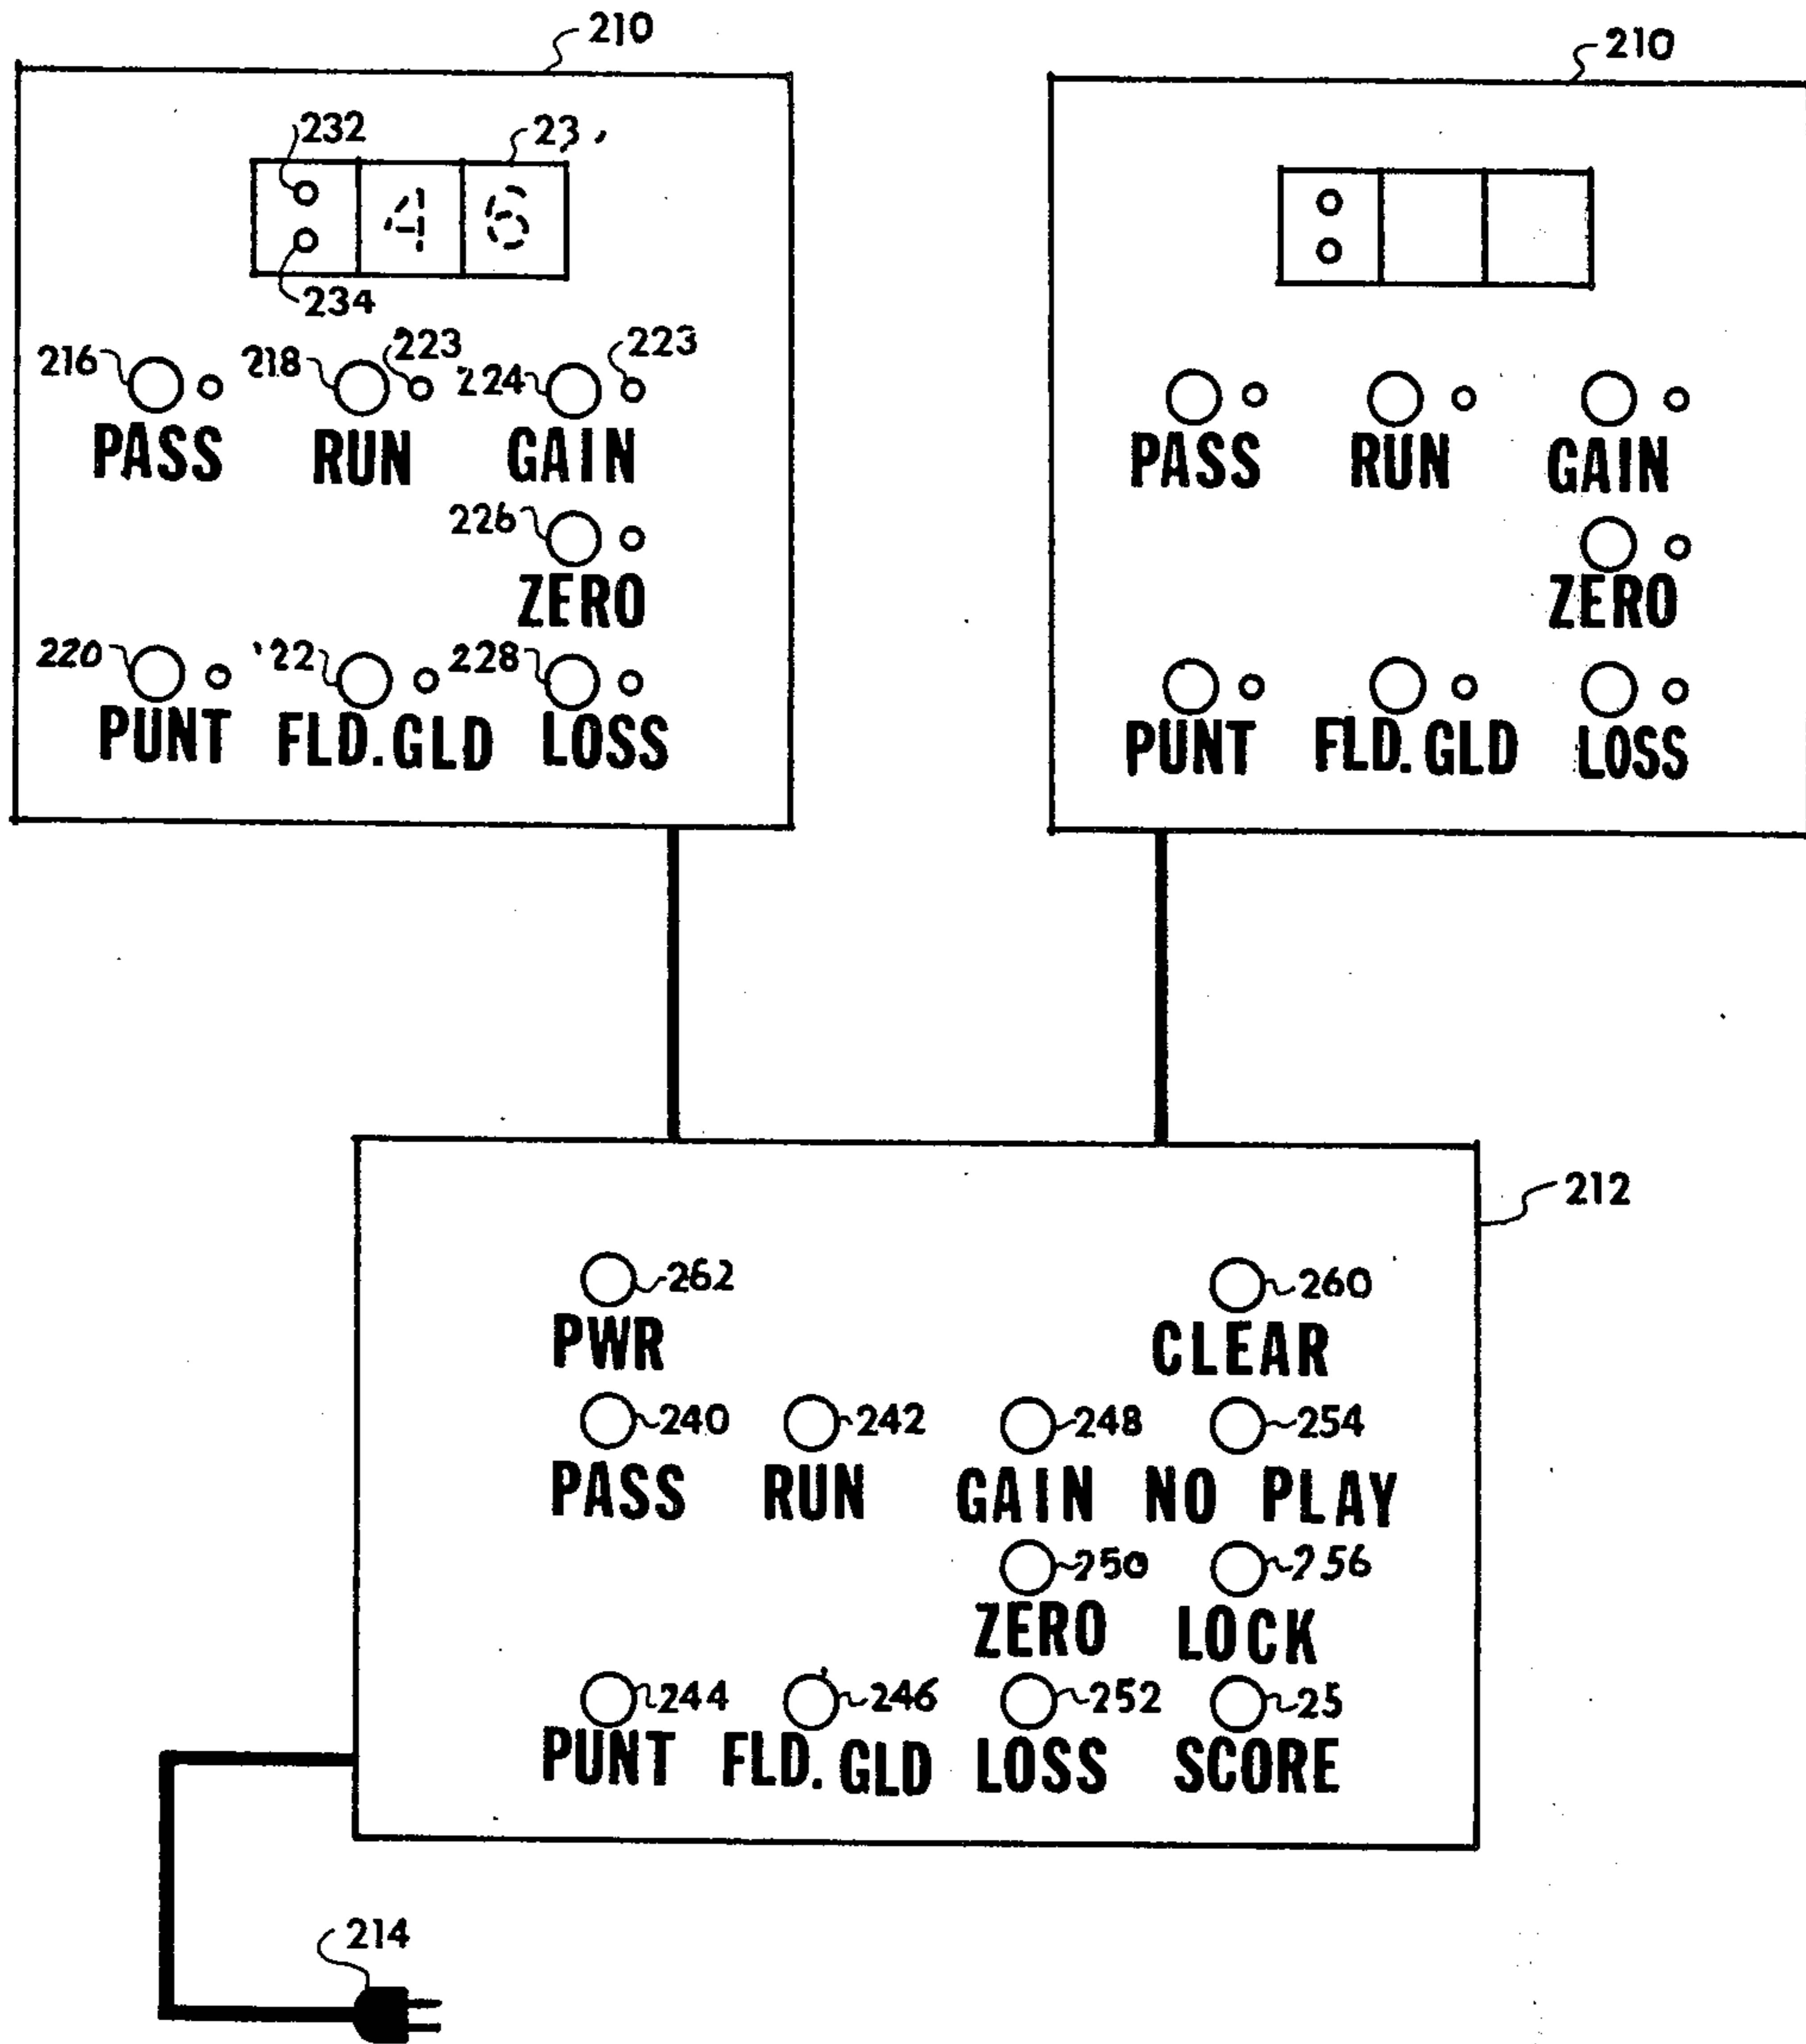 210
210
232 23
4 6
234
216 218 223 224 223
PASS RUN GAIN
PASS RUN GAIN
226
ZERO
ZERO
220 22 228
PUNT FLD. GLD LOSS
PUNT FLD. GLD LOSS
212
262 260
PWR CLEAR
240 242 248 254
PASS RUN GAIN NO PLAY
250 256
ZERO LOCK
244 246 252 25
PUNT FLD. GLD LOSS SCORE
214